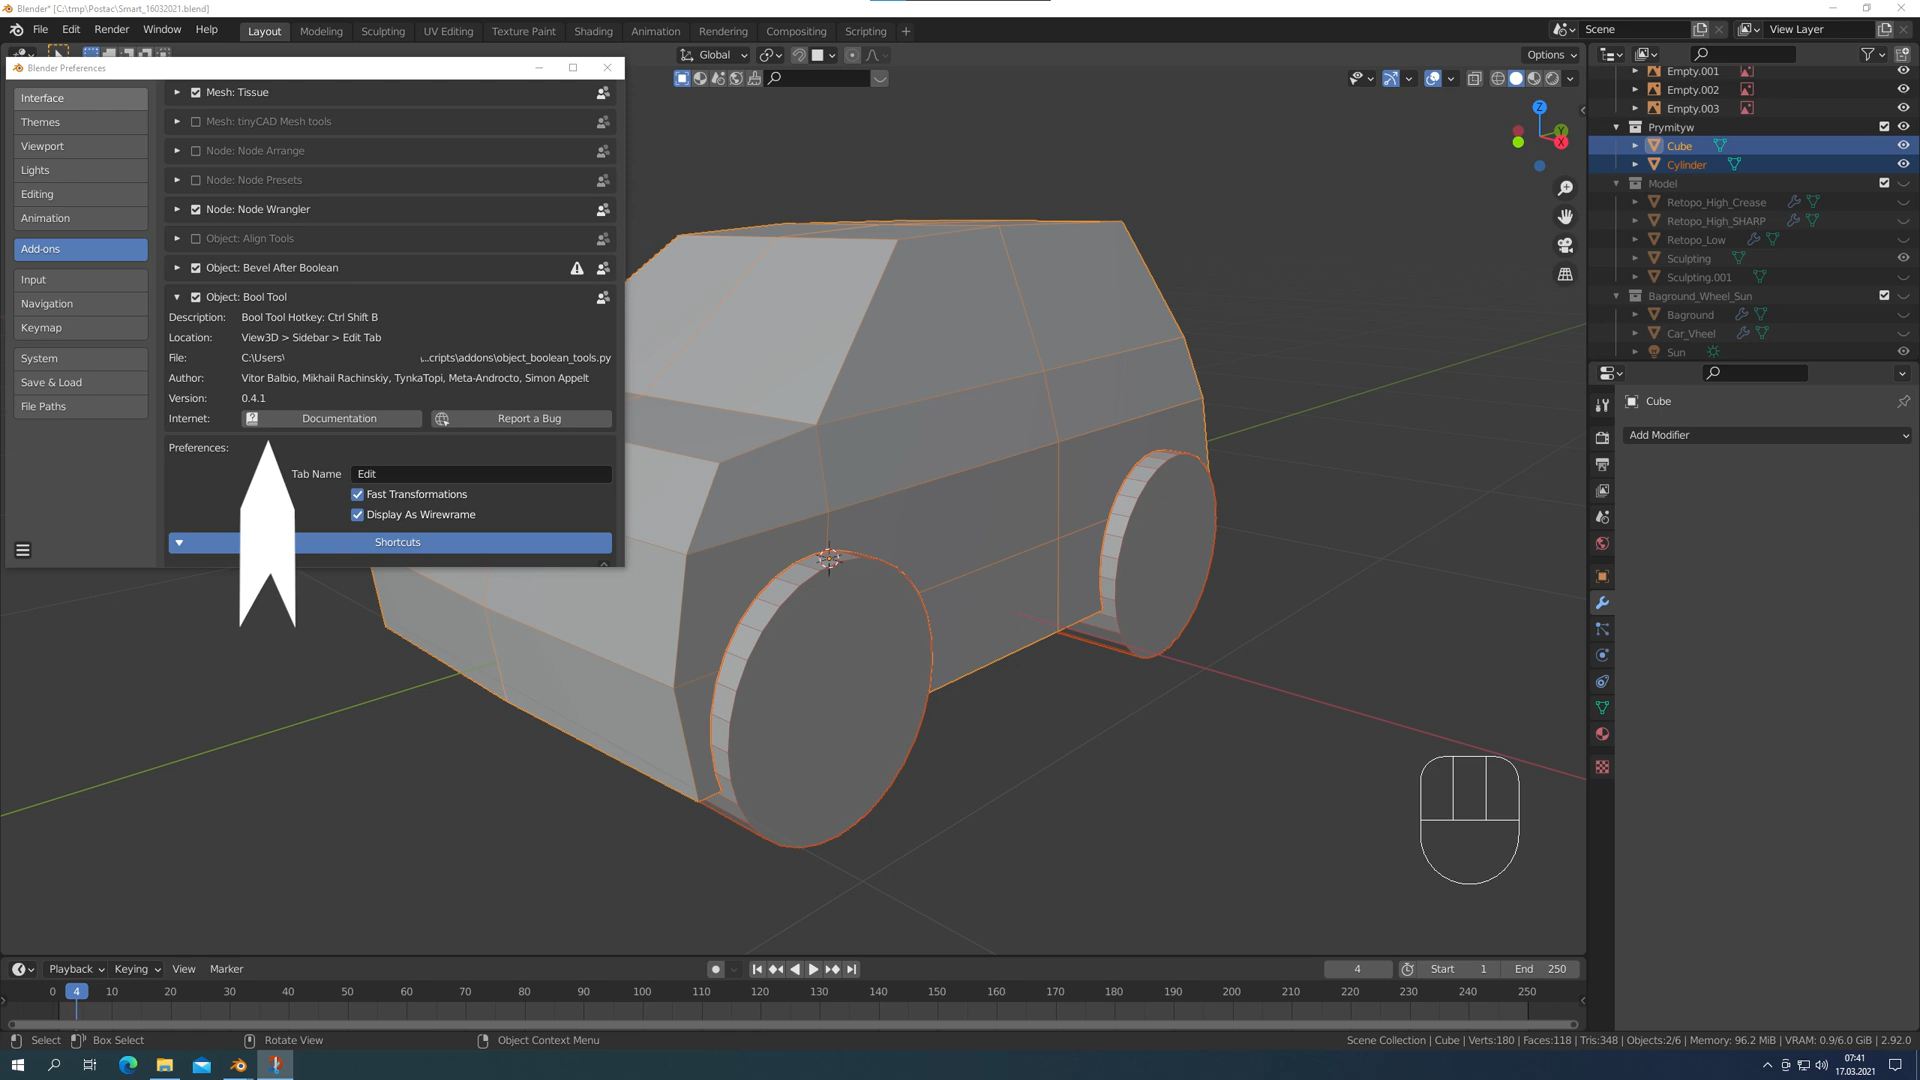 Blender* [C:\tmp\Postac\Smart_16032021.blend]
File Edit Render Window Help Layout Modeling Sculpting UV Editing Texture Paint Shading Animation Rendering Compositing Scripting + Scene View Layer
Global Options
Blender Preferences
Interface
Themes
Viewport
Lights
Editing
Animation
Add-ons
Input
Navigation
Keymap
System
Save & Load
File Paths
Mesh: Tissue
Mesh: tinyCAD Mesh tools
Node: Node Arrange
Node: Node Presets
Node: Node Wrangler
Object: Align Tools
Object: Bevel After Boolean
Object: Bool Tool
Description: Bool Tool Hotkey: Ctrl Shift B
Location: View3D > Sidebar > Edit Tab
File: C:\Users\ \...cripts\addons\object_boolean_tools.py
Author: Vitor Balbio, Mikhail Rachinskiy, TynkaTopi, Meta-Androcto, Simon Appelt
Version: 0.4.1
Internet: Documentation Report a Bug
Preferences:
Tab Name Edit
Fast Transformations
Display As Wirewrame
Shortcuts
Z
Y
X
Empty.001
Empty.002
Empty.003
Prymityw
Cube
Cylinder
Model
Retopo_High_Crease
Retopo_High_SHARP
Retopo_Low
Sculpting
Sculpting.001
Baground_Wheel_Sun
Baground
Car_Vheel
Sun
Cube
Add Modifier
Playback Keying View Marker 4 Start 1 End 250
0 4 10 20 30 40 50 60 70 80 90 100 110 120 130 140 150 160 170 180 190 200 210 220 230 240 250
Select Box Select Rotate View Object Context Menu Scene Collection | Cube | Verts:180 | Faces:118 | Tris:348 | Objects:2/6 | Memory: 96.2 MiB | VRAM: 0.9/6.0 GiB | 2.92.0
07:41
17.03.2021